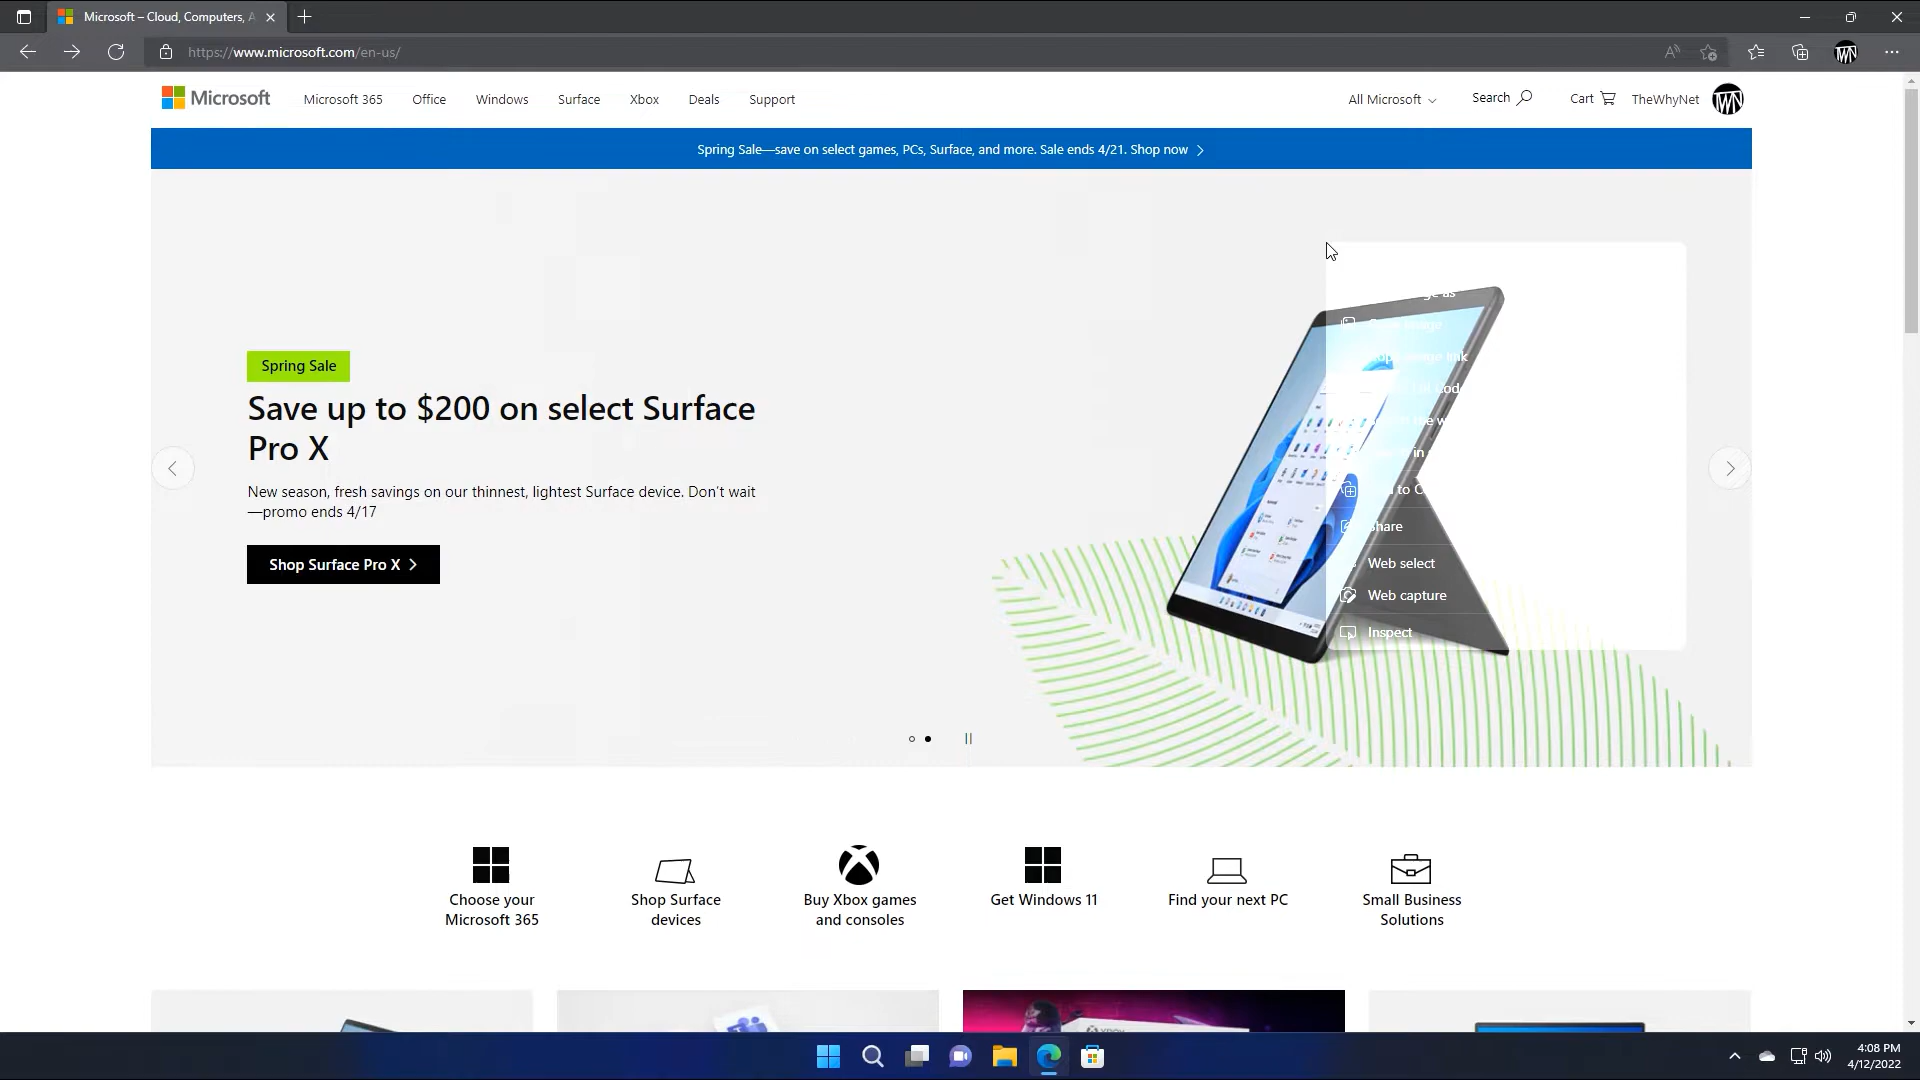 Microsoft – Cloud, Computers, A
https://www.microsoft.com/en-us/
Microsoft
Microsoft 365
Office
Windows
Surface
Xbox
Deals
Support
All Microsoft
Search
Cart
TheWhyNet
Spring Sale—save on select games, PCs, Surface, and more. Sale ends 4/21. Shop now
Spring Sale
Save up to $200 on select Surface
Pro X
New season, fresh savings on our thinnest, lightest Surface device. Don't wait
—promo ends 4/17
Shop Surface Pro X
image link
Share
Web select
Web capture
Inspect
Choose your
Microsoft 365
Shop Surface
devices
Buy Xbox games
and consoles
Get Windows 11
Find your next PC
Small Business
Solutions
XBOX
4:08 PM
4/12/2022